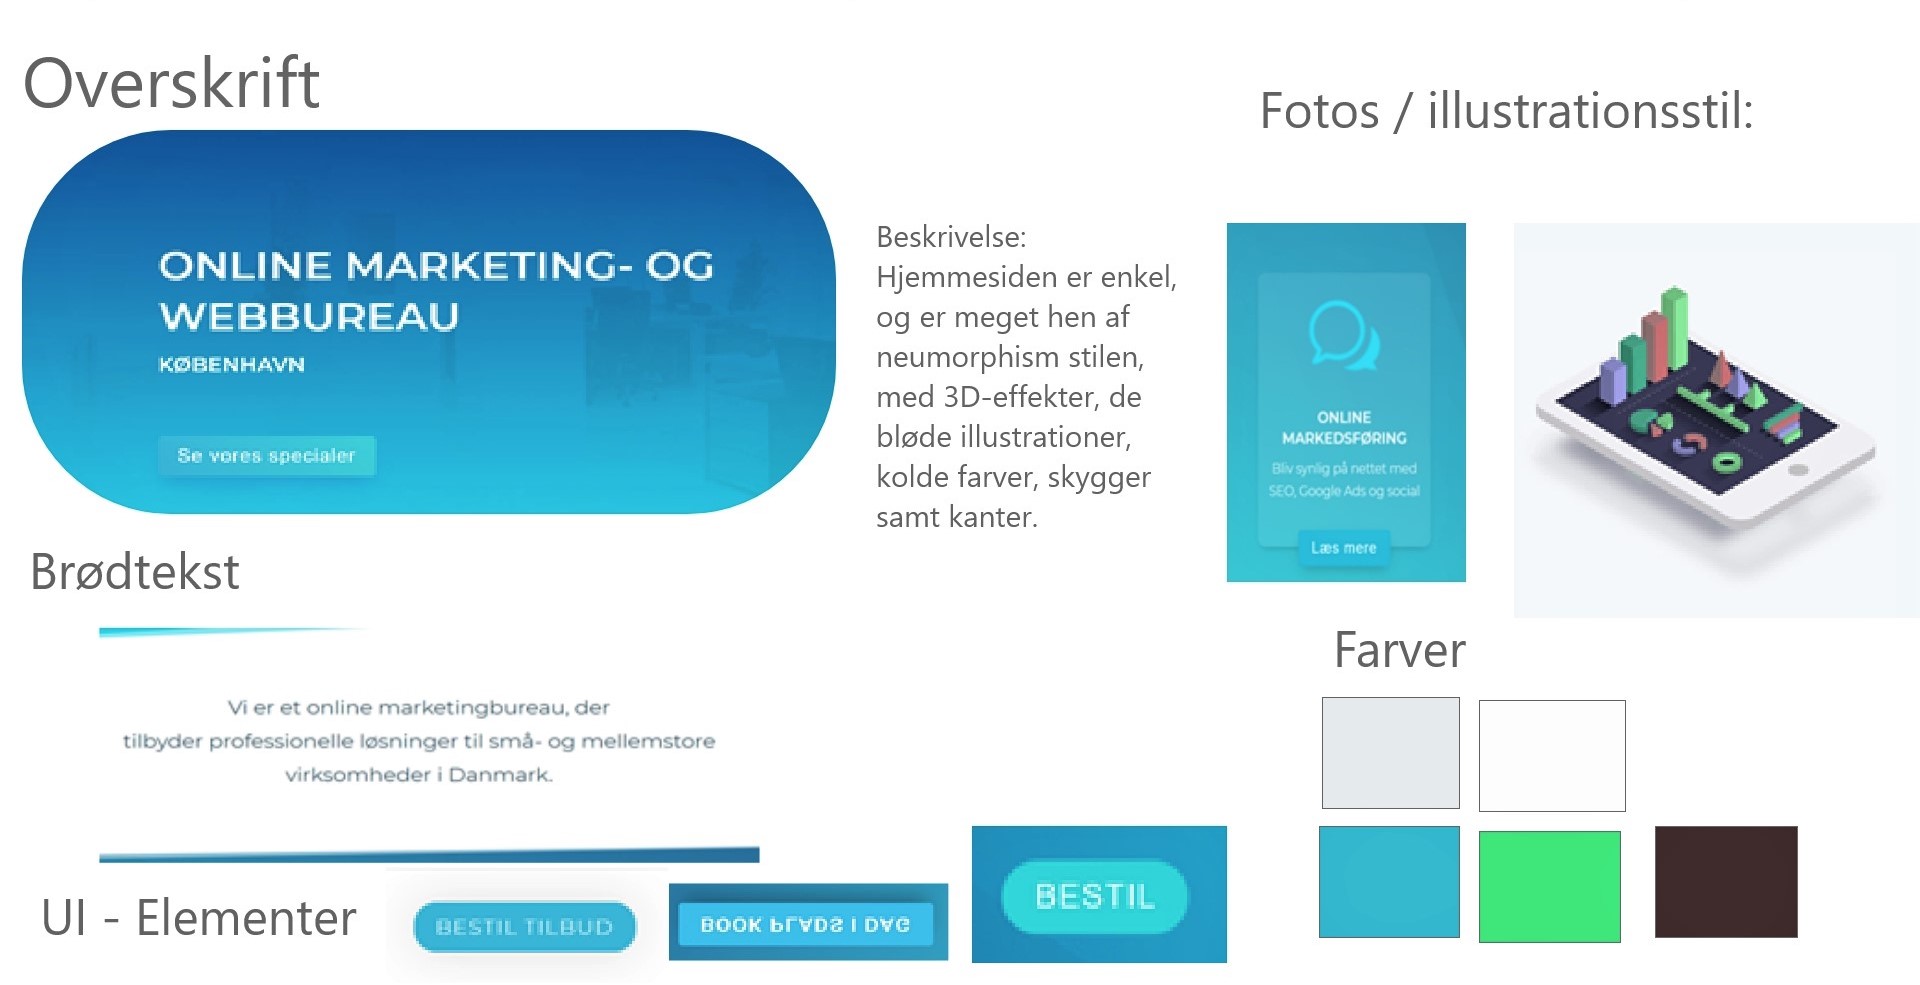 Overskrift
ONLINE MARKETING- OG
WEBBUREAU
KØBENHAVN
Se vores specialer
Beskrivelse:
Hjemmesiden er enkel,
og er meget hen af
neumorphism stilen,
med 3D-effekter, de
bløde illustrationer,
kolde farver, skygger
samt kanter.
Fotos / illustrationsstil:
ONLINE
MARKEDSFØRING
Bliv synlig på nettet med
SEO, Google Ads og social
Læs mere
Brødtekst
Vi er et online marketingbureau, der
tilbyder professionelle løsninger til små- og mellemstore
virksomheder i Danmark.
Farver
UI - Elementer
BESTIL TILBUD
BOOK PLADS I DAG
BESTIL